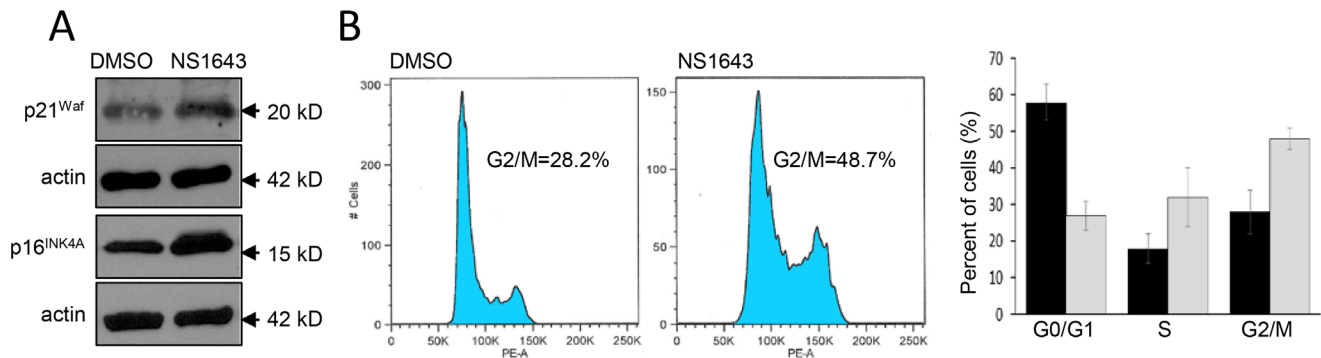 A
DMSO NS1643
p21Waf 20 kD
actin 42 kD
p16INK4A 15 kD
actin 42 kD
B
DMSO
300
200
100
0
# Cells
G2/M=28.2%
0 50K 100K 150K 200K 250K
PE-A
NS1643
150
100
50
0
G2/M=48.7%
0 50K 100K 150K 200K 250K
PE-A
Percent of cells (%)
70
60
50
40
30
20
10
0
G0/G1 S G2/M